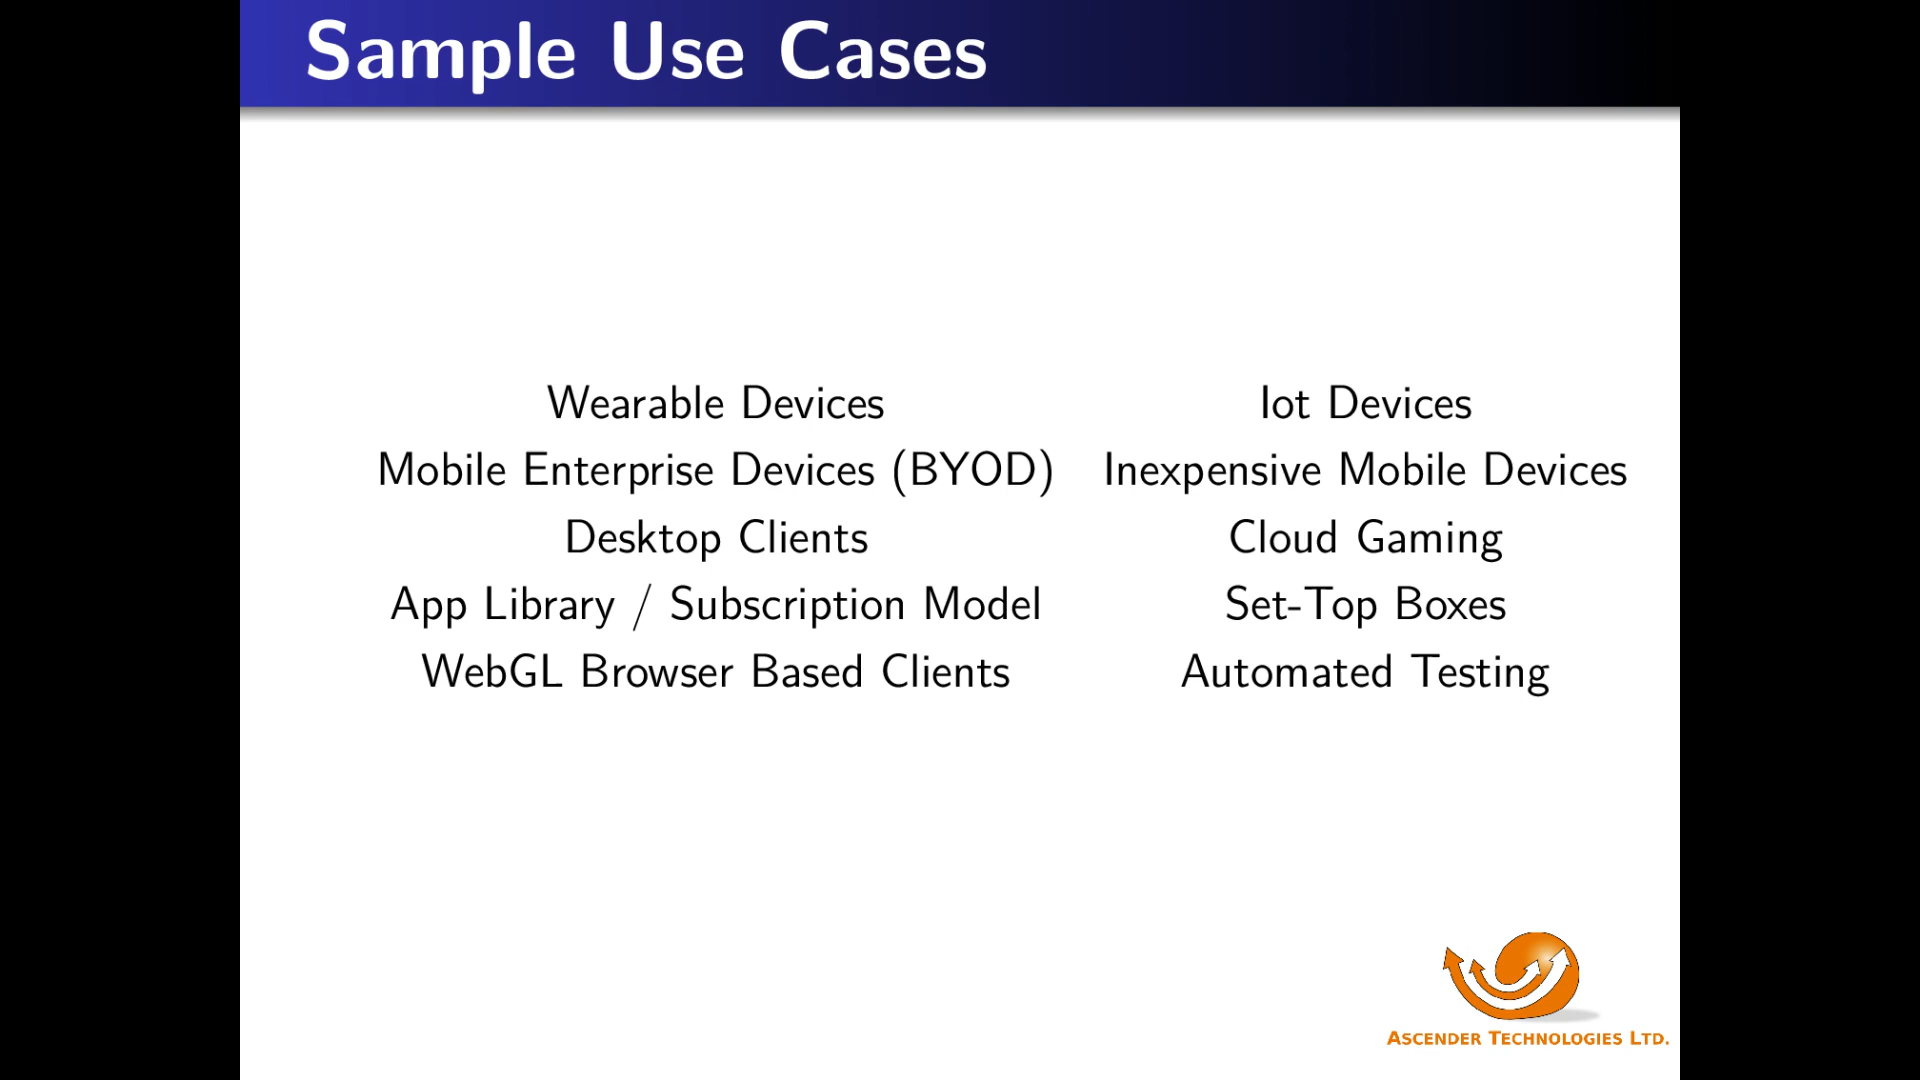 Sample Use Cases
Wearable Devices Iot Devices
Mobile Enterprise Devices (BYOD) Inexpensive Mobile Devices
Desktop Clients Cloud Gaming
App Library / Subscription Model Set-Top Boxes
WebGL Browser Based Clients Automated Testing
ASCENDER TECHNOLOGIES LTD.